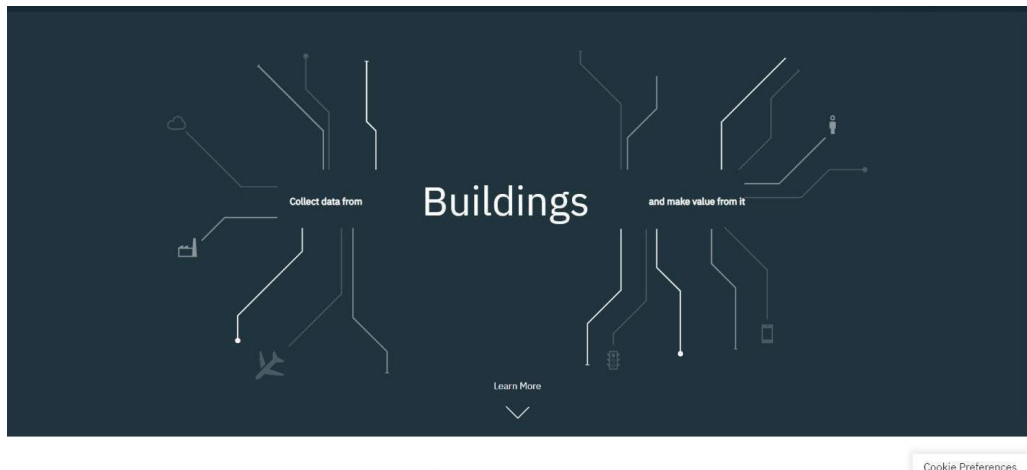 Collect data from
Buildings
and make value from it
Learn More
Cookie Preferences